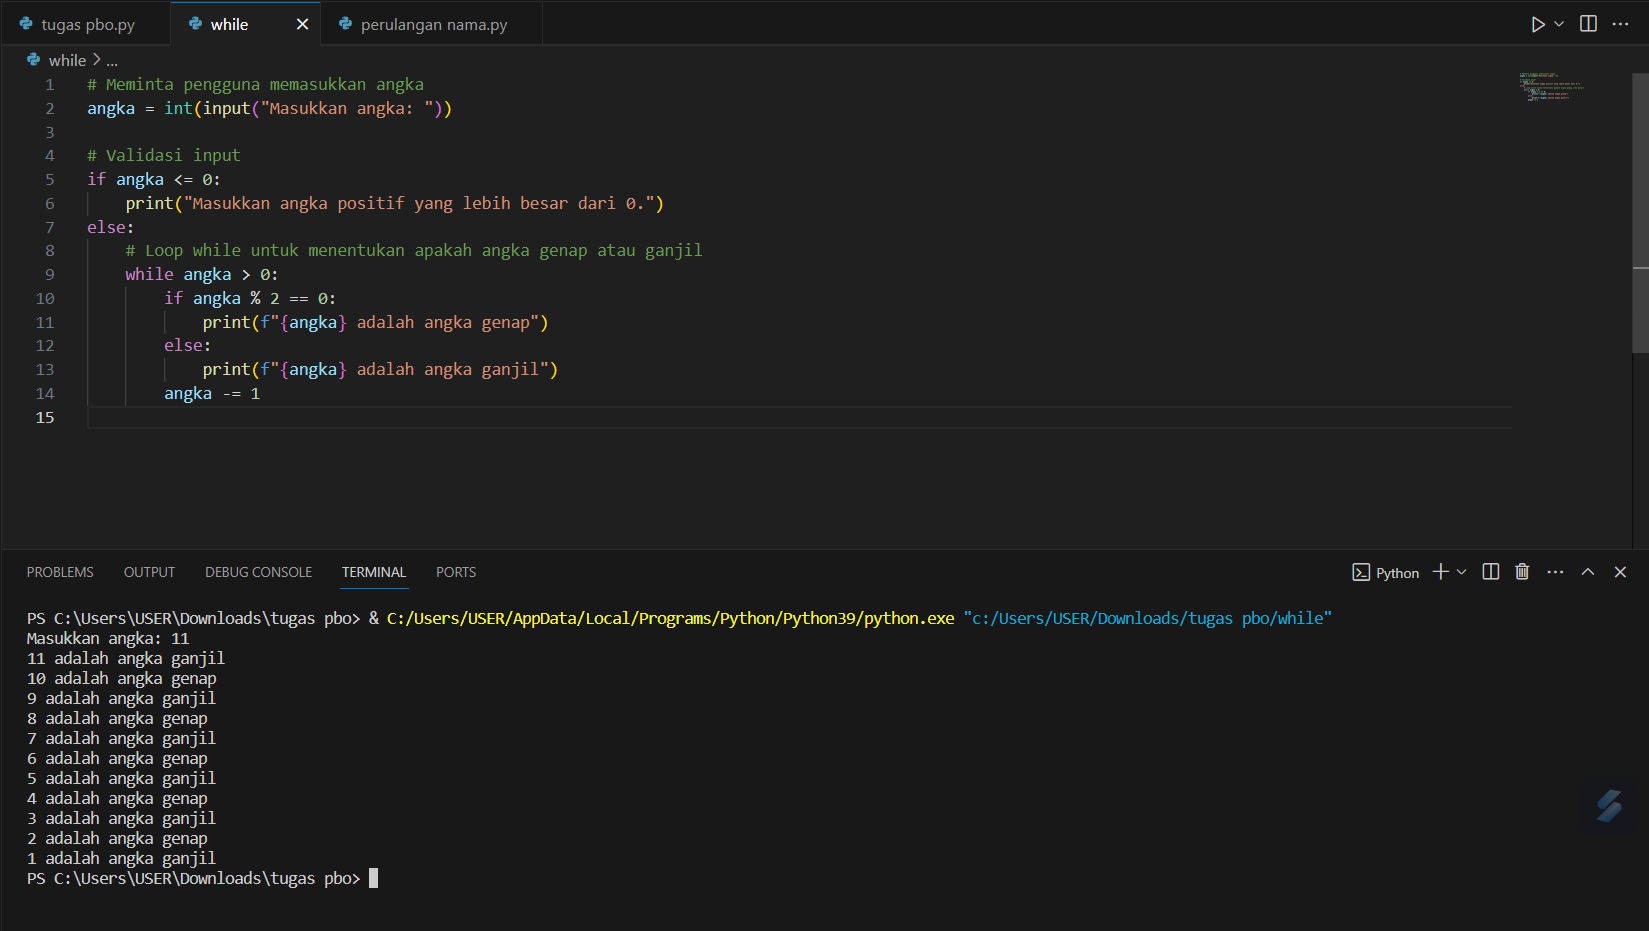 tugas pbo.py while perulangan nama.py
while > ...
1 # Meminta pengguna memasukkan angka
2 angka = int(input("Masukkan angka: "))
3
4 # Validasi input
5 if angka <= 0:
6     print("Masukkan angka positif yang lebih besar dari 0.")
7 else:
8     # Loop while untuk menentukan apakah angka genap atau ganjil
9     while angka > 0:
10         if angka % 2 == 0:
11             print(f"{angka} adalah angka genap")
12         else:
13             print(f"{angka} adalah angka ganjil")
14         angka -= 1
15
PROBLEMS OUTPUT DEBUG CONSOLE TERMINAL PORTS Python
PS C:\Users\USER\Downloads\tugas pbo> & C:/Users/USER/AppData/Local/Programs/Python/Python39/python.exe "c:/Users/USER/Downloads/tugas pbo/while"
Masukkan angka: 11
11 adalah angka ganjil
10 adalah angka genap
9 adalah angka ganjil
8 adalah angka genap
7 adalah angka ganjil
6 adalah angka genap
5 adalah angka ganjil
4 adalah angka genap
3 adalah angka ganjil
2 adalah angka genap
1 adalah angka ganjil
PS C:\Users\USER\Downloads\tugas pbo>